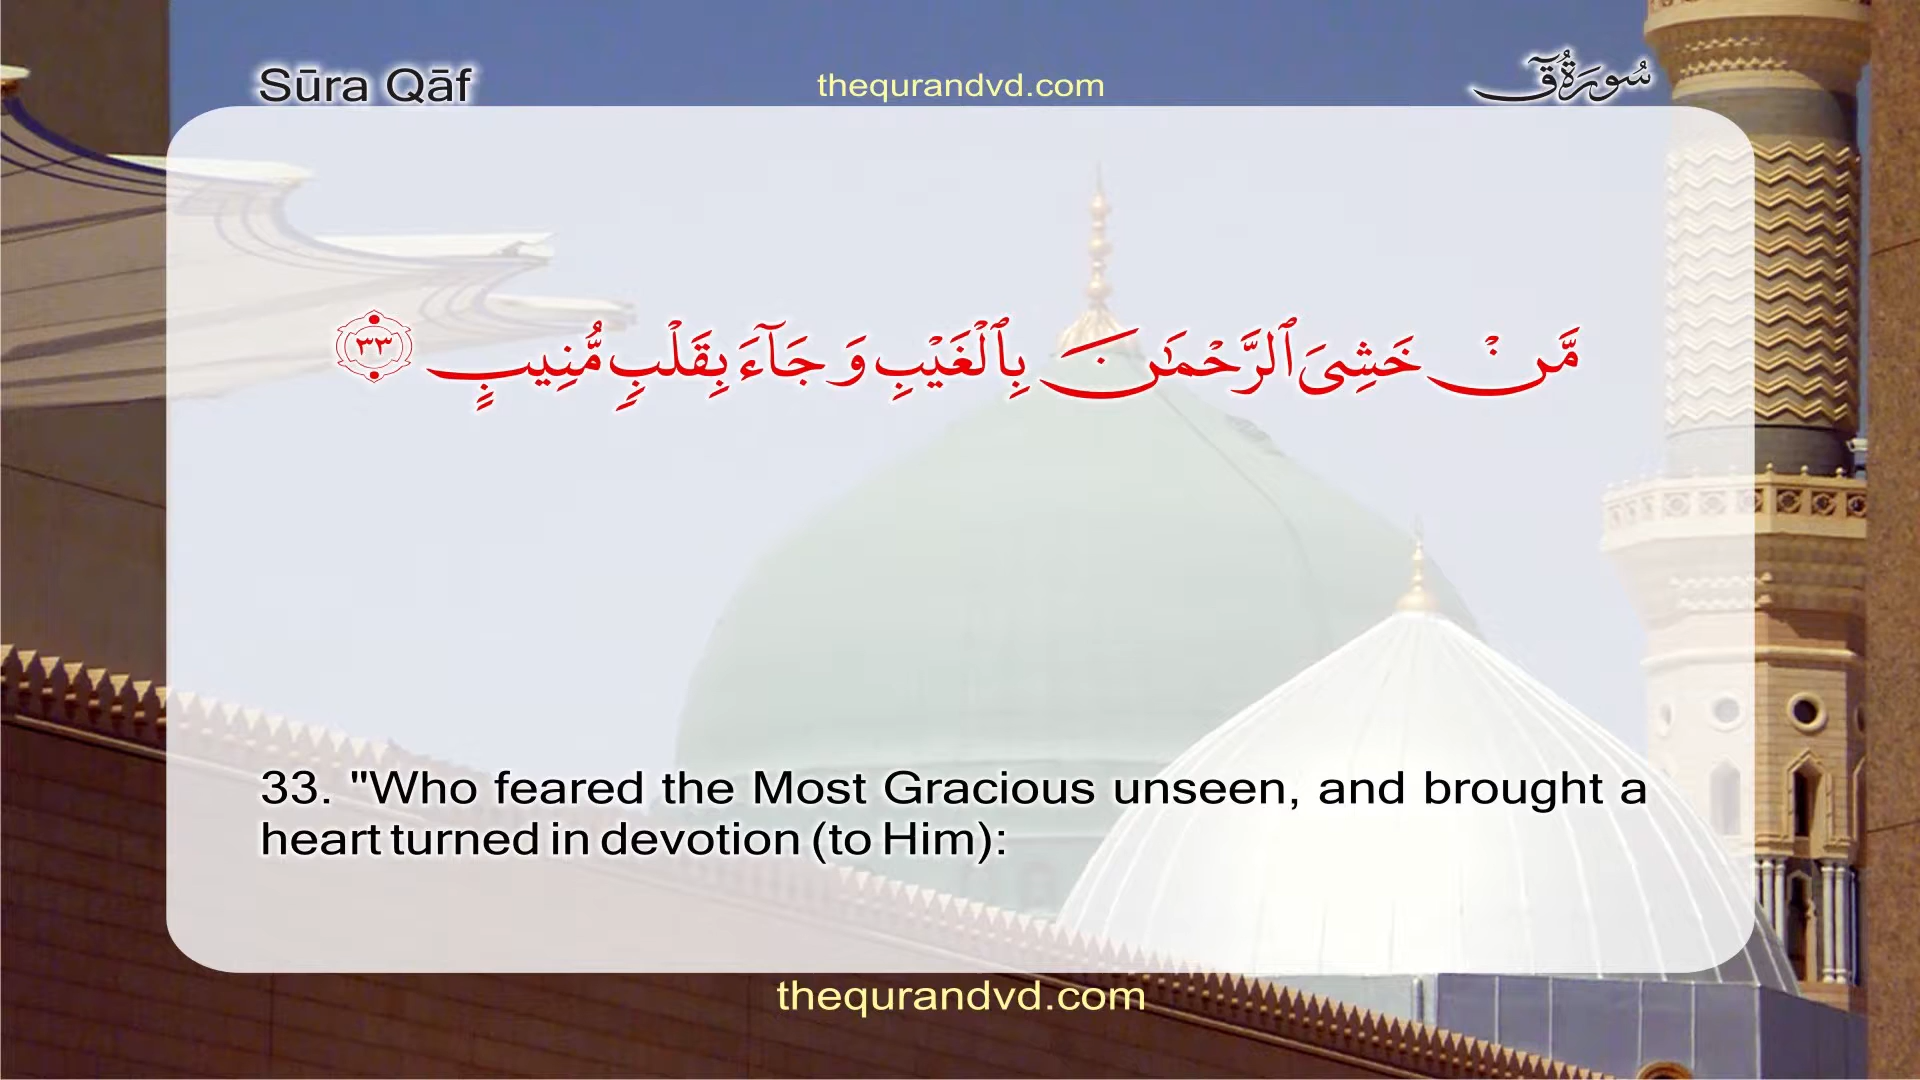 Sūra Qāf
thequrandvd.com
سُورَةُ قٓ
مَّنْ خَشِىَ ٱلرَّحْمَٰنَ بِٱلْغَيْبِ وَجَآءَ بِقَلْبٍ مُّنِيبٍ ٣٣
33. "Who feared the Most Gracious unseen, and brought a
heart turned in devotion (to Him):
thequrandvd.com